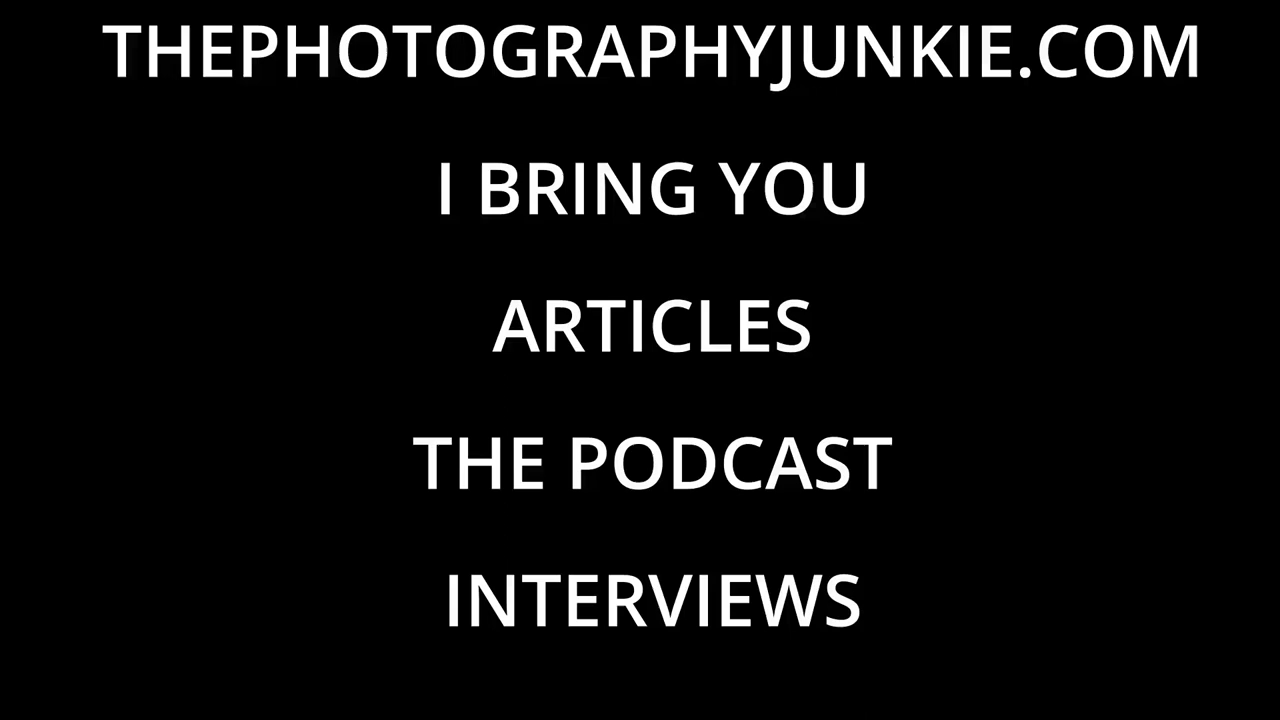 THEPHOTOGRAPHYJUNKIE.COM
I BRING YOU
ARTICLES
THE PODCAST
INTERVIEWS